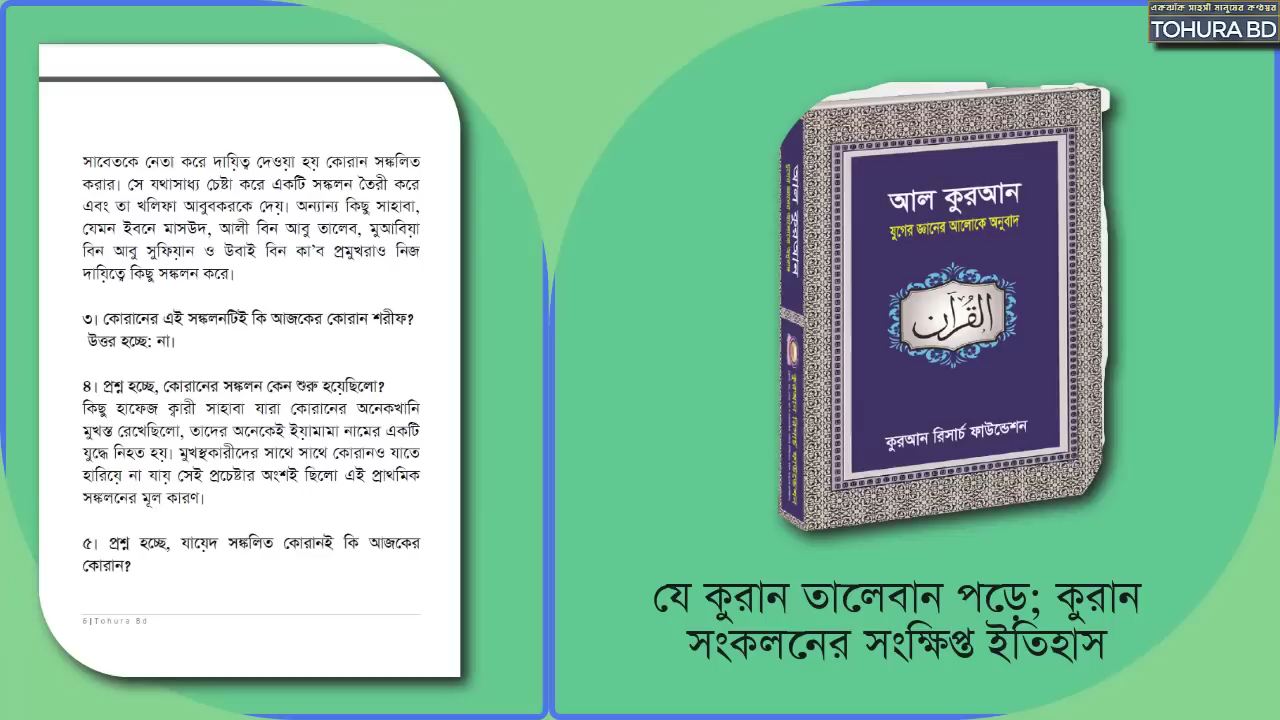 একঝাঁক সাহসী মানুষের কণ্ঠস্বর
TOHURA BD
সাবেতকে নেতা করে দায়িত্ব দেওয়া হয় কোরান সঙ্কলিত
করার। সে যথাসাধ্য চেষ্টা করে একটি সঙ্কলন তৈরী করে
এবং তা খলিফা আবুবকরকে দেয়। অন্যান্য কিছু সাহাবা,
যেমন ইবনে মাসউদ, আলী বিন আবু তালেব, মুআবিয়া
বিন আবু সুফিয়ান ও উবাই বিন কা'ব প্রমুখরাও নিজ
দায়িত্বে কিছু সঙ্কলন করে।
৩। কোরানের এই সঙ্কলনটিই কি আজকের কোরান শরীফ?
উত্তর হচ্ছে: না।
৪। প্রশ্ন হচ্ছে, কোরানের সঙ্কলন কেন শুরু হয়েছিলো?
কিছু হাফেজ ক্বারী সাহাবা যারা কোরানের অনেকখানি
মুখস্ত রেখেছিলো, তাদের অনেকেই ইয়ামামা নামের একটি
যুদ্ধে নিহত হয়। মুখস্থকারীদের সাথে সাথে কোরানও যাতে
হারিয়ে না যায় সেই প্রচেষ্টার অংশই ছিলো এই প্রাথমিক
সঙ্কলনের মূল কারণ।
৫। প্রশ্ন হচ্ছে, যায়েদ সঙ্কলিত কোরানই কি আজকের
কোরান?
6|Tohura Bd
আল কুরআন
যুগের জ্ঞানের আলোকে অনুবাদ
القرآن
কুরআন রিসার্চ ফাউন্ডেশন
আল কুরআন
যে কুরান তালেবান পড়ে; কুরান
সংকলনের সংক্ষিপ্ত ইতিহাস